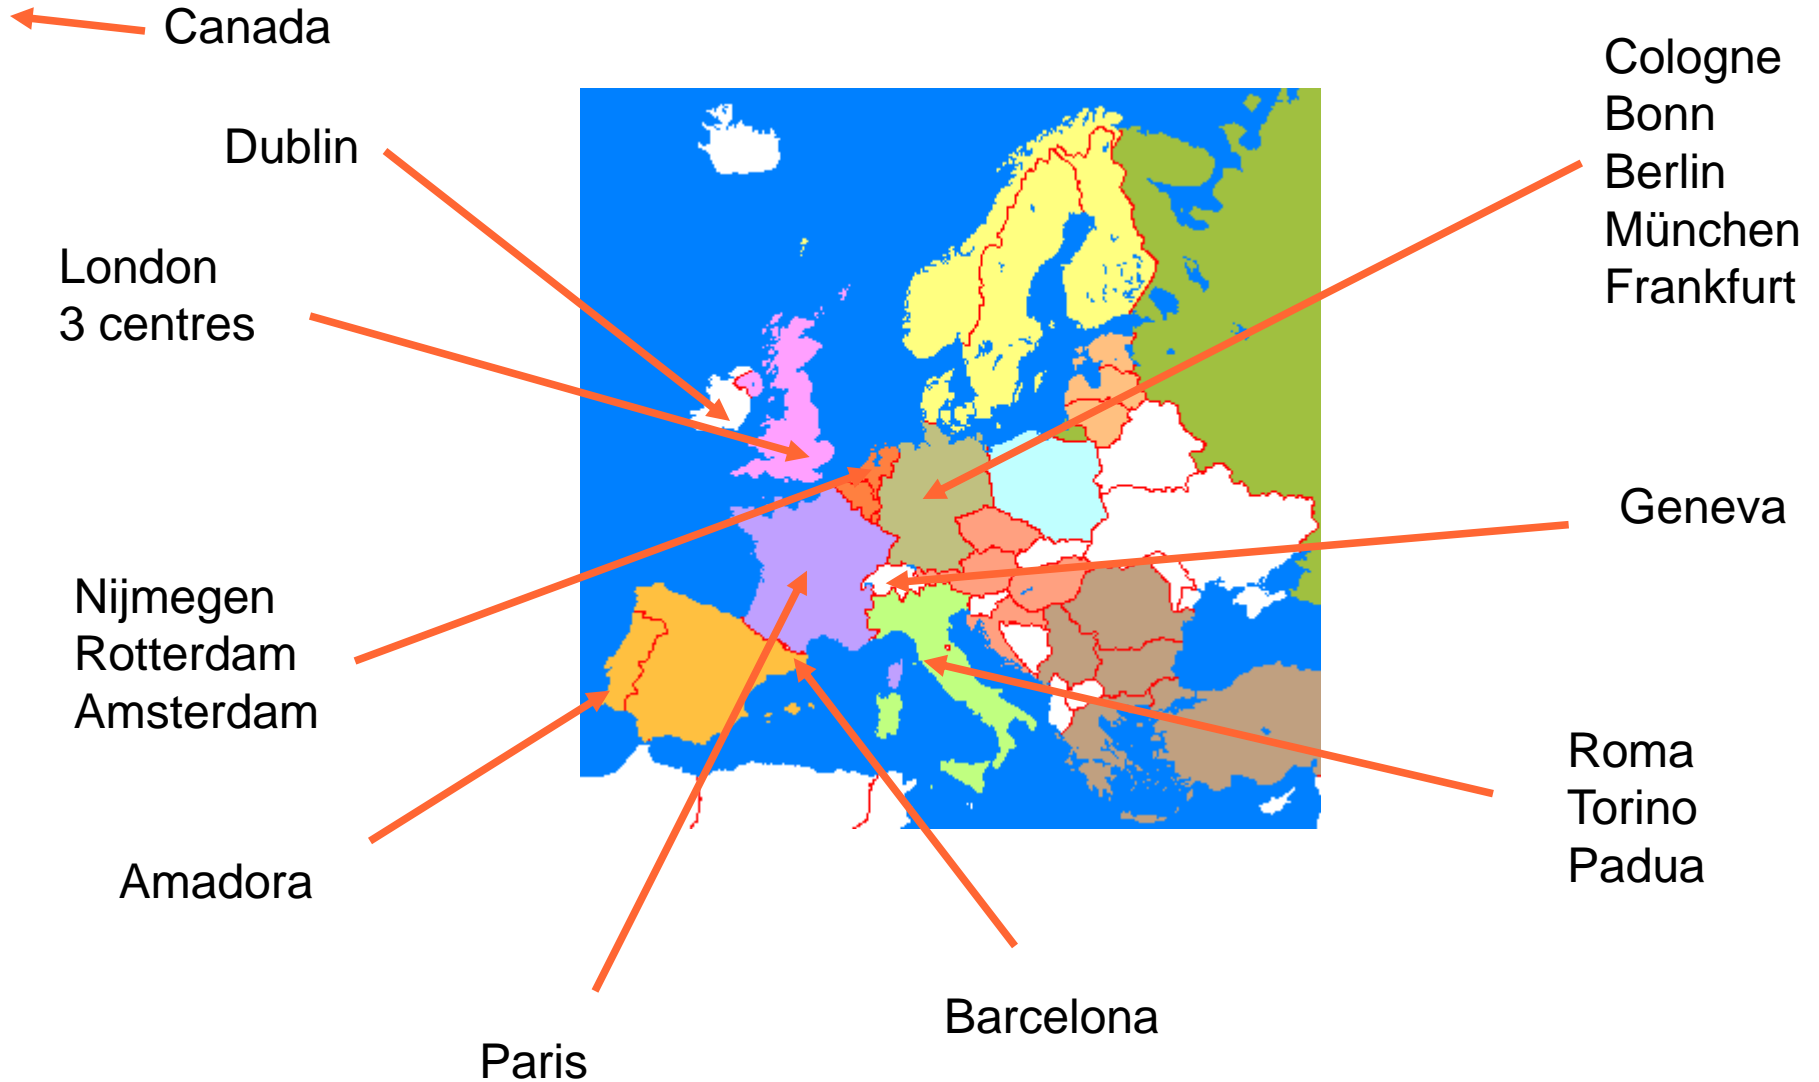 Canada
Dublin
London
3 centres
Nijmegen
Rotterdam
Amsterdam
Amadora
Paris
Barcelona
Cologne
Bonn
Berlin
München
Frankfurt
Geneva
Roma
Torino
Padua